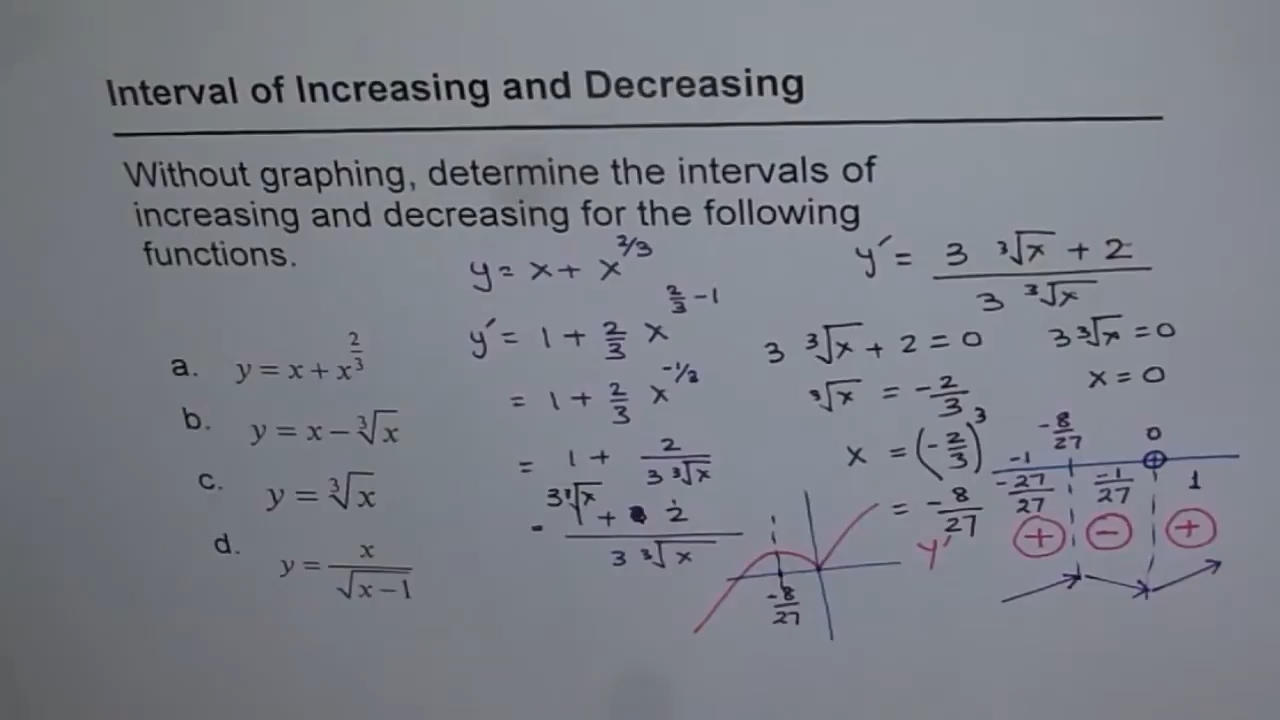 Interval of Increasing and Decreasing
Without graphing, determine the intervals of
increasing and decreasing for the following
functions.
a. y = x + x^(2/3)
b. y = x − ∛x
c. y = ∛x
d. y = x/√(x−1)
y = x + x^(2/3)
y′ = 1 + 2/3 x^(2/3 − 1)
= 1 + 2/3 x^(−1/3)
= 1 + 2/(3 ∛x)
3∛x
1 + 2
3 ∛x
y′ = (3 ∛x + 2)/(3 ∛x)
3 ∛x + 2 = 0
3∛x = 0
∛x = −2/3
x = 0
x = (−2/3)^3
= −8/27
−8/27 0
−1
−27/27 −1/27 1
y′ + − +
−8/27